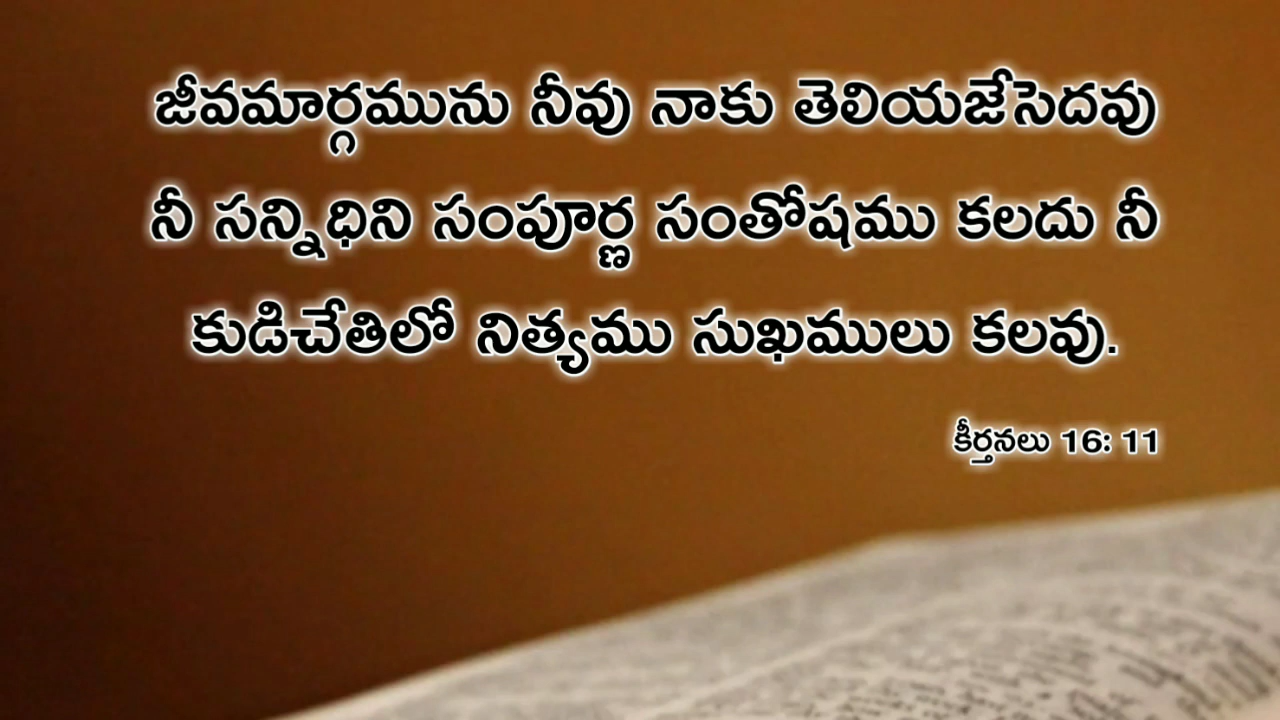 జీవమార్గమును నీవు నాకు తెలియజేసెదవు
నీ సన్నిధిని సంపూర్ణ సంతోషము కలదు నీ
కుడిచేతిలో నిత్యము సుఖములు కలవు.
కీర్తనలు 16: 11